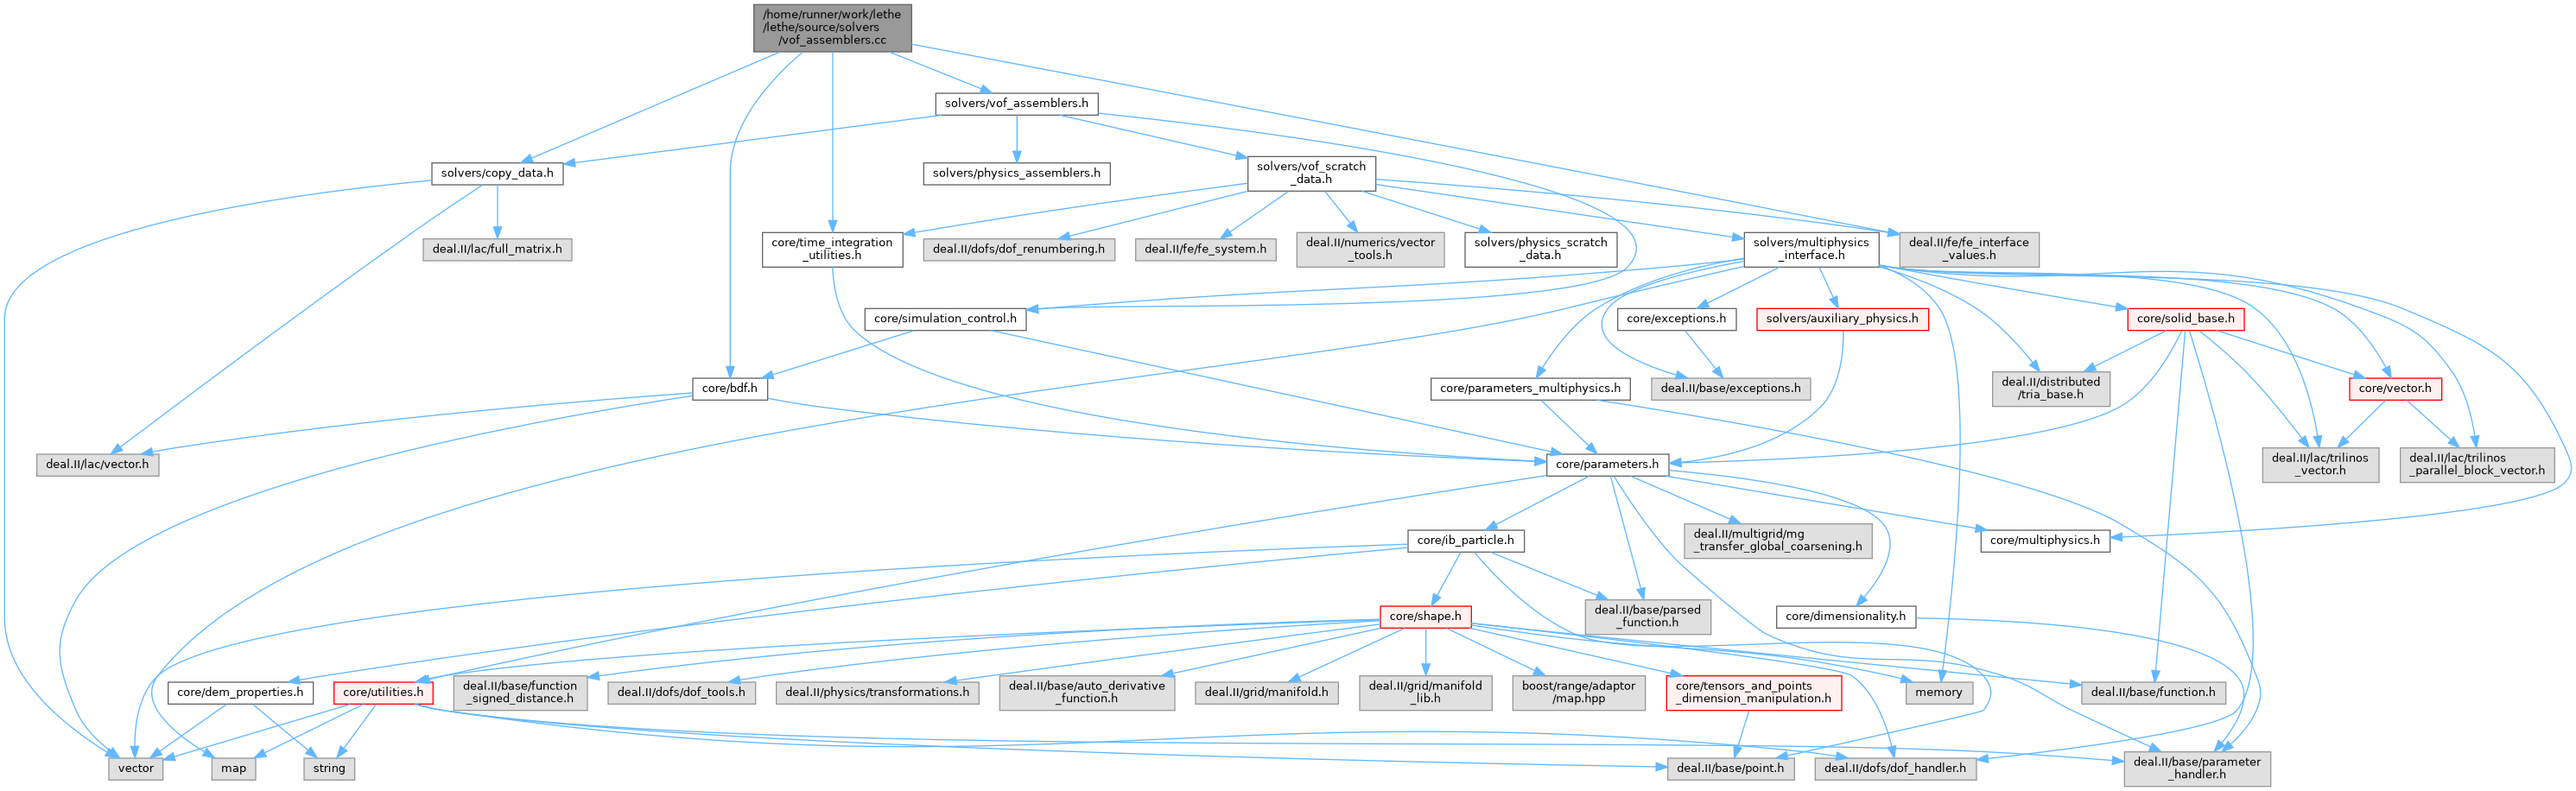 /home/runner/work/lethe
/lethe/source/solvers
/vof_assemblers.cc
solvers/vof_assemblers.h
solvers/copy_data.h
solvers/physics_assemblers.h
solvers/vof_scratch
_data.h
core/time_integration
_utilities.h
deal.II/lac/full_matrix.h
deal.II/dofs/dof_renumbering.h
deal.II/fe/fe_system.h
deal.II/numerics/vector
_tools.h
solvers/physics_scratch
_data.h
solvers/multiphysics
_interface.h
deal.II/fe/fe_interface
_values.h
core/simulation_control.h
core/exceptions.h
solvers/auxiliary_physics.h
core/solid_base.h
core/bdf.h
core/parameters_multiphysics.h
deal.II/base/exceptions.h
deal.II/distributed
/tria_base.h
core/vector.h
deal.II/lac/vector.h
core/parameters.h
deal.II/lac/trilinos
_vector.h
deal.II/lac/trilinos
_parallel_block_vector.h
core/ib_particle.h
deal.II/multigrid/mg
_transfer_global_coarsening.h
core/multiphysics.h
core/shape.h
deal.II/base/parsed
_function.h
core/dimensionality.h
core/dem_properties.h
core/utilities.h
deal.II/base/function
_signed_distance.h
deal.II/dofs/dof_tools.h
deal.II/physics/transformations.h
deal.II/base/auto_derivative
_function.h
deal.II/grid/manifold.h
deal.II/grid/manifold
_lib.h
boost/range/adaptor
/map.hpp
core/tensors_and_points
_dimension_manipulation.h
memory
deal.II/base/function.h
vector
map
string
deal.II/base/point.h
deal.II/dofs/dof_handler.h
deal.II/base/parameter
_handler.h